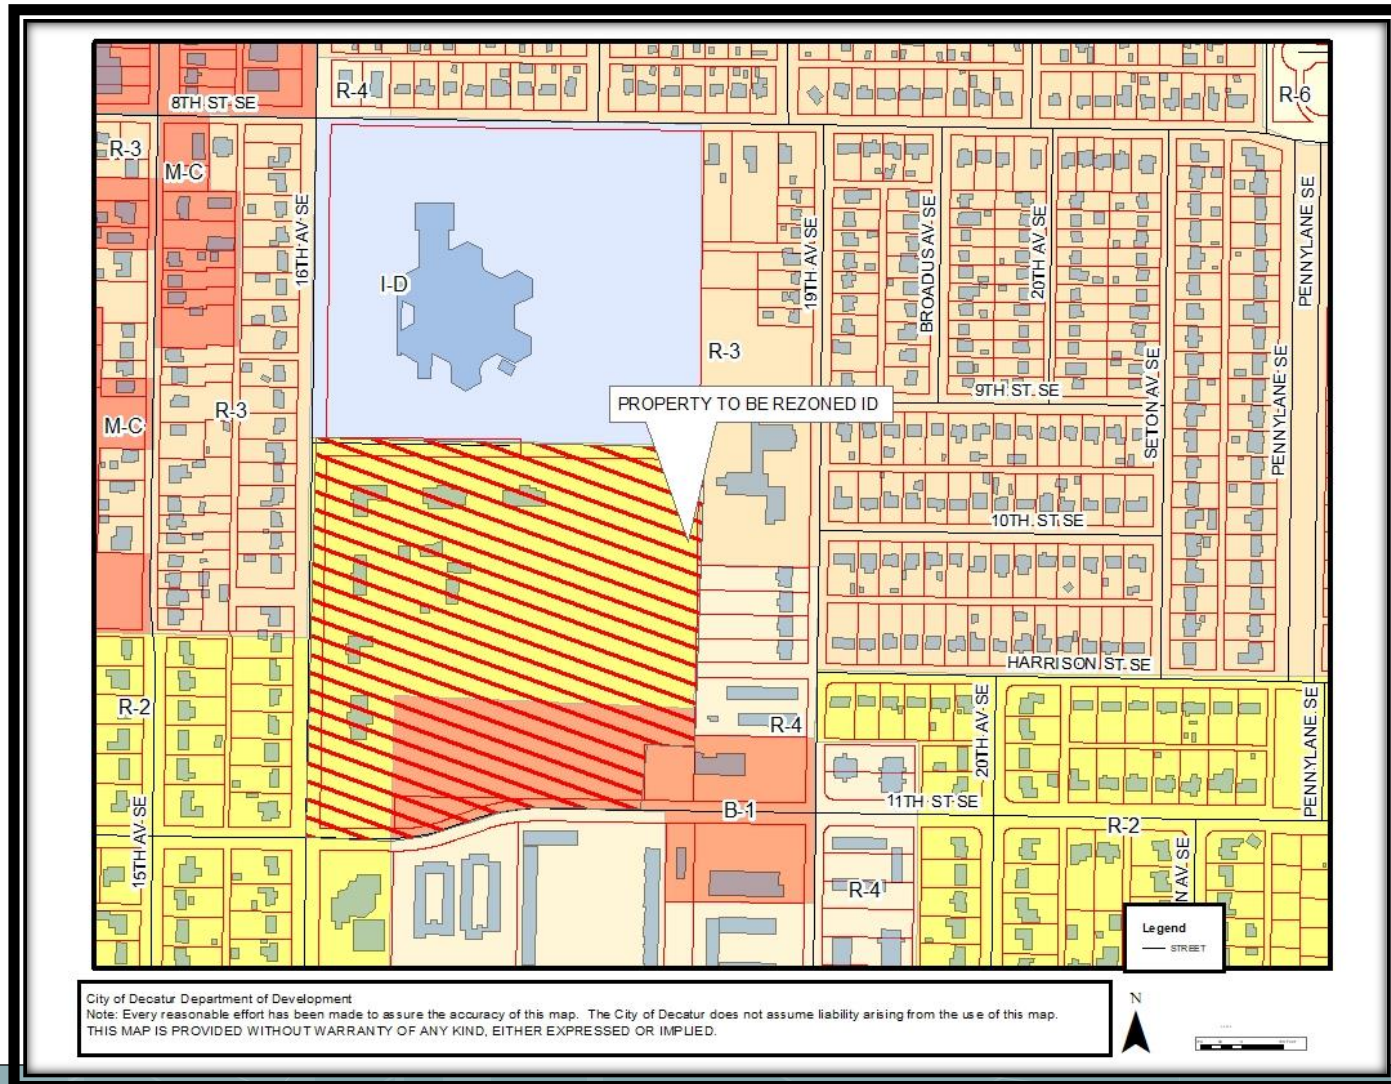 R-4
R-6
8TH ST SE
R-3
M-C
16TH AV SE
PENNYLANE SE
I-D
19TH AV SE
BROADUS AV SE
20TH AV SE
R-3
9TH ST SE
SETON AV SE
PENNYLANE SE
PROPERTY TO BE REZONED ID
R-3
M-C
10TH ST SE
HARRISON ST SE
R-2
R-4
20TH AV SE
PENNYLANE SE
15TH AV SE
B-1
11TH ST SE
R-2
R-4
N AV SE
Legend
STREET
City of Decatur Department of Development
Note: Every reasonable effort has been made to assure the accuracy of this map. The City of Decatur does not assume liability arising from the use of this map.
THIS MAP IS PROVIDED WITHOUT WARRANTY OF ANY KIND, EITHER EXPRESSED OR IMPLIED.
N